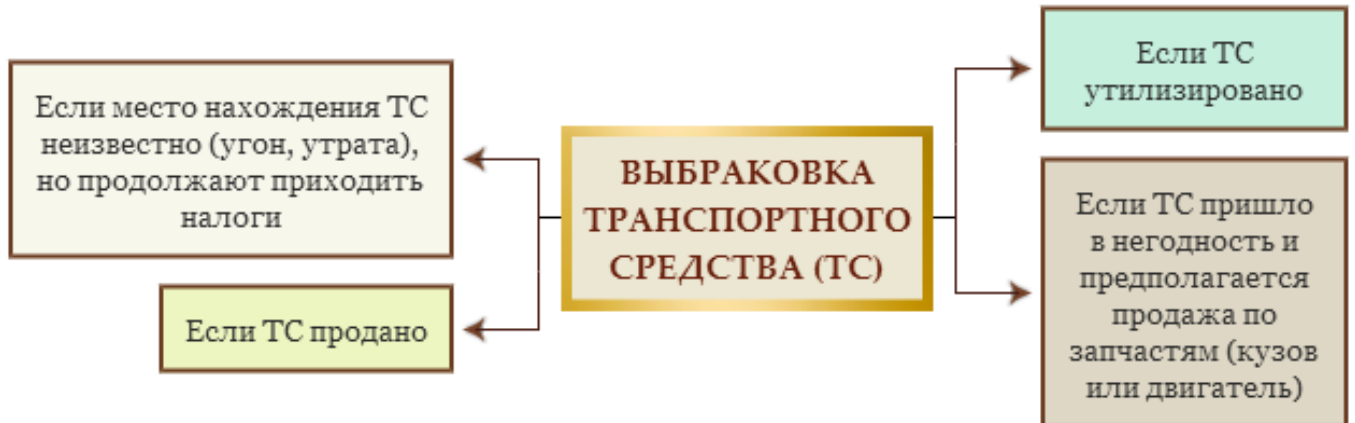 Если место нахождения ТС
неизвестно (угон, утрата),
но продолжают приходить
налоги
Если ТС продано
ВЫБРАКОВКА
ТРАНСПОРТНОГО
СРЕДСТВА (ТС)
Если ТС
утилизировано
Если ТС пришло
в негодность и
предполагается
продажа по
запчастям (кузов
или двигатель)